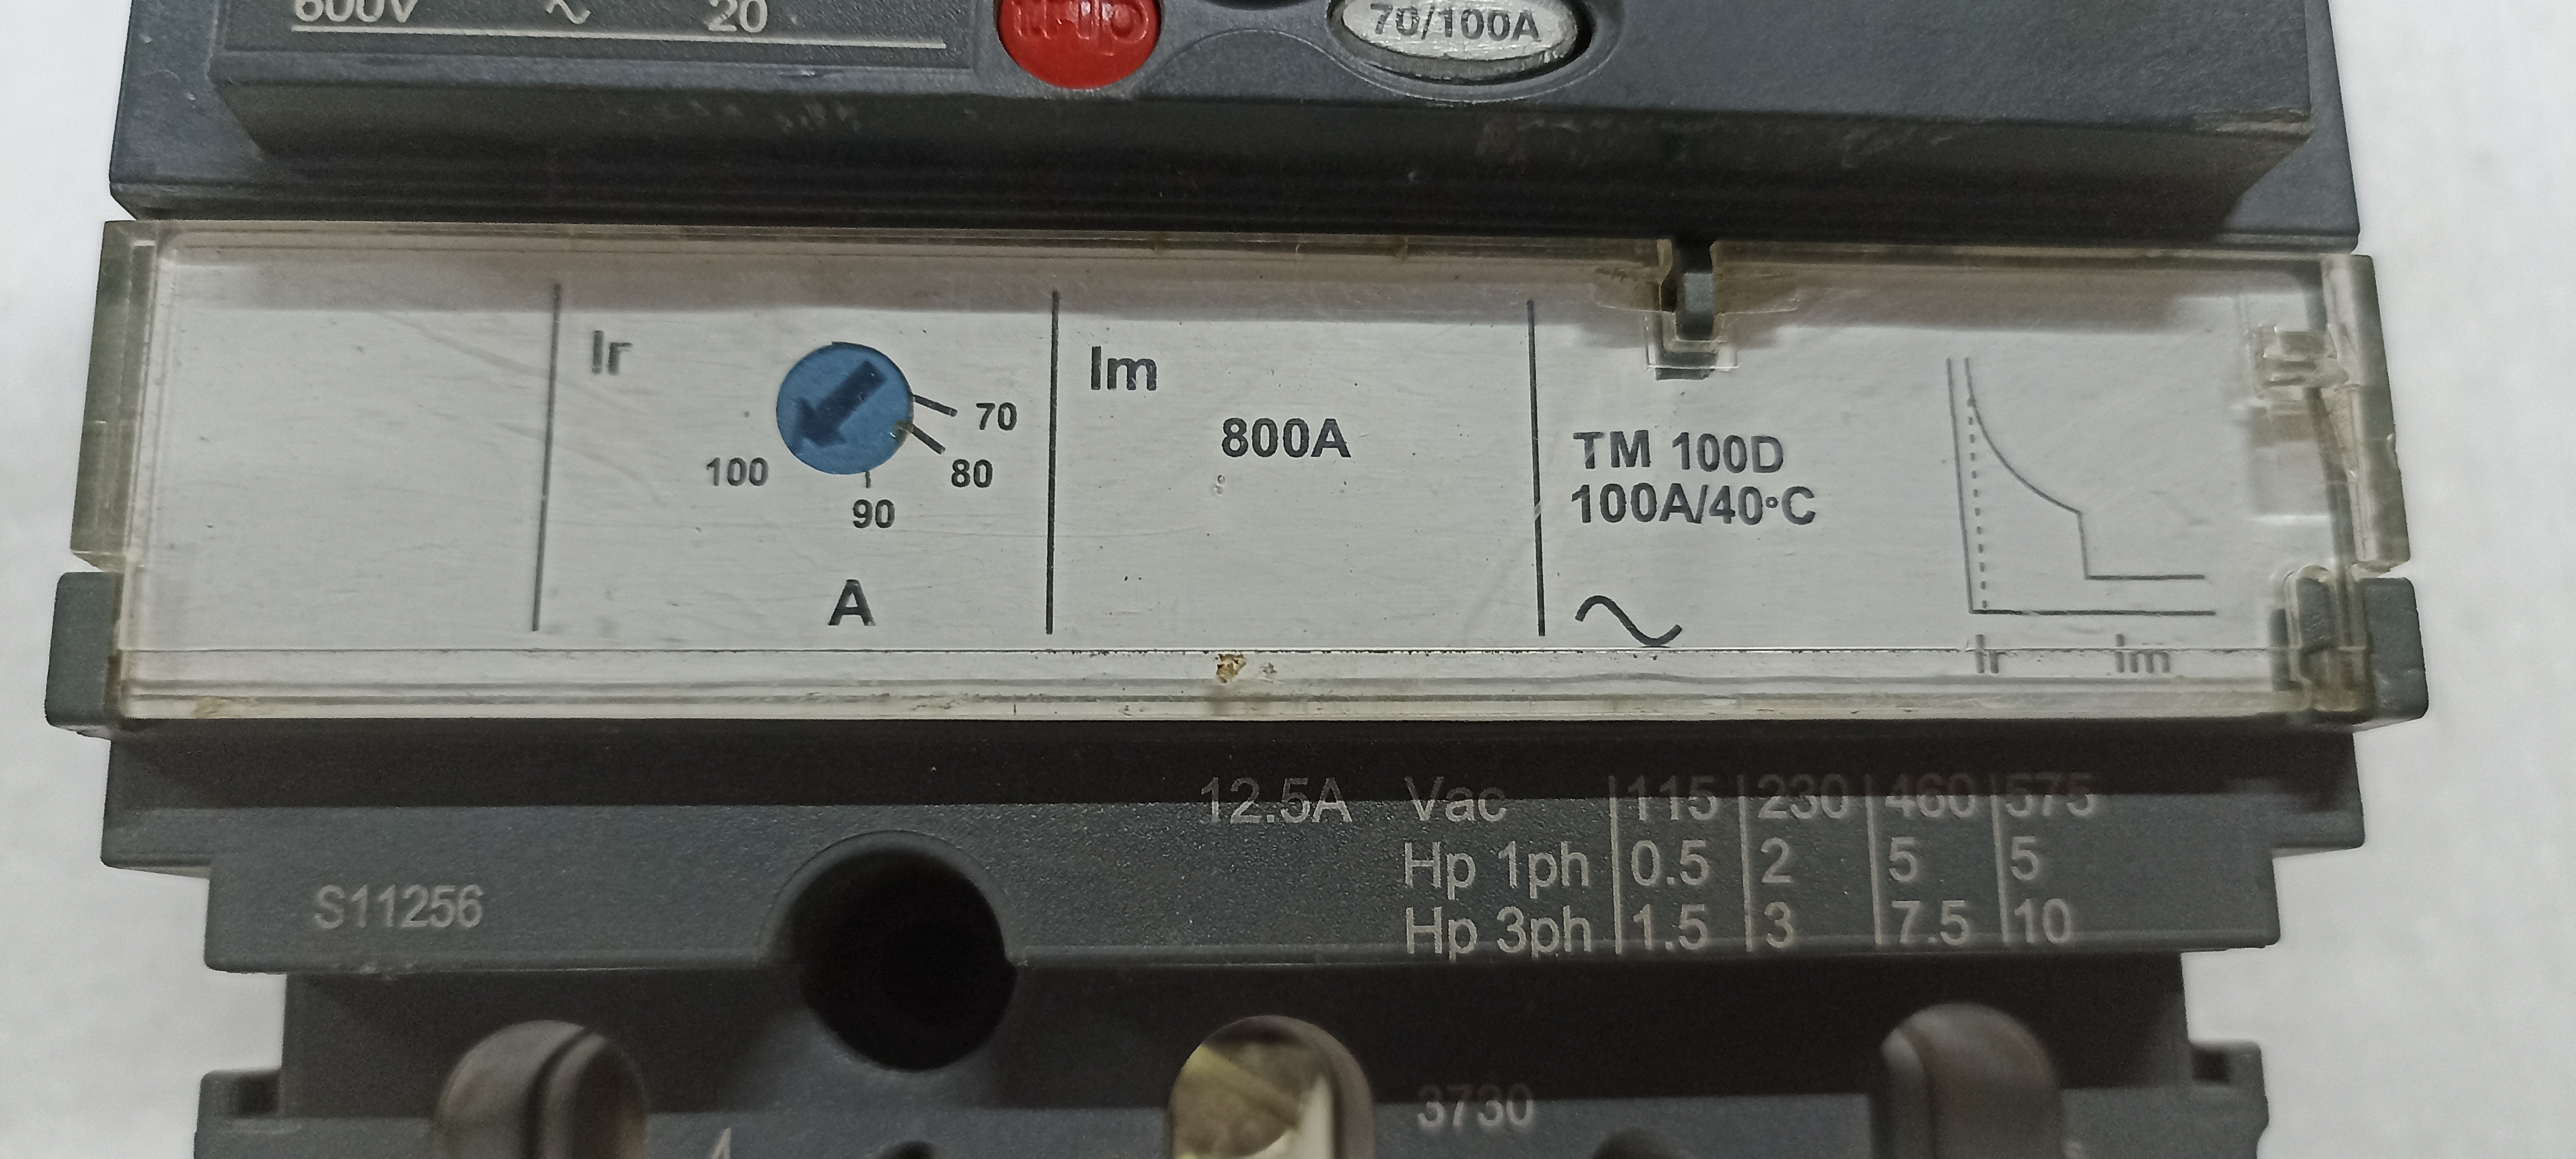 600V ~ 20
70/100A
Ir
70
80
90
100
A
Im
800A
TM 100D
100A/40°C
~
Ir Im
12.5A Vac 115 230 460 575
Hp 1ph 0.5 2 5 5
Hp 3ph 1.5 3 7.5 10
S11256
3730
4